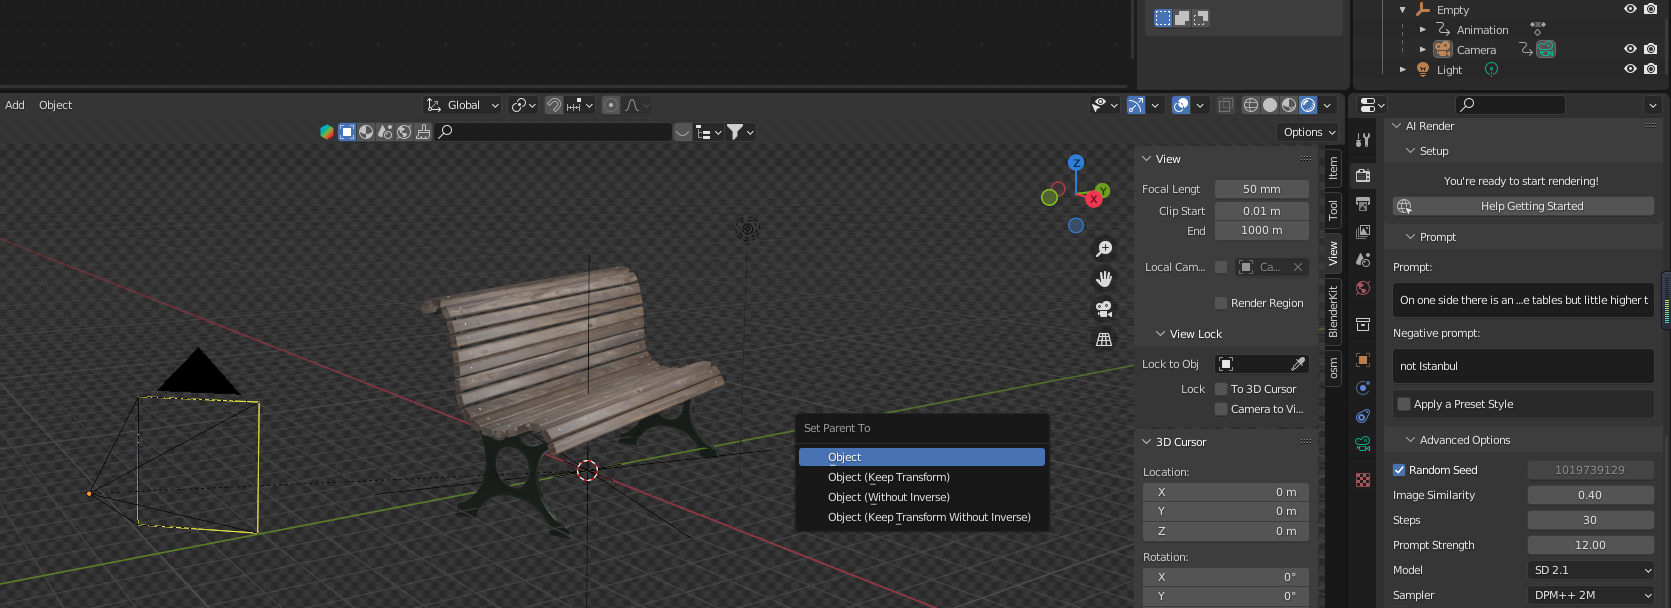 Empty
Animation
Camera
Light
Add Object
Global
Options
Z
Y
X
Set Parent To
Object
Object (Keep Transform)
Object (Without Inverse)
Object (Keep Transform Without Inverse)
View
Focal Lengt 50 mm
Clip Start 0.01 m
End 1000 m
Local Cam... Ca...
Render Region
View Lock
Lock to Obj
Lock To 3D Cursor
Camera to Vi...
3D Cursor
Location:
X 0 m
Y 0 m
Z 0 m
Rotation:
X 0°
Y 0°
Item
Tool
View
BlenderKit
osm
AI Render
Setup
You're ready to start rendering!
Help Getting Started
Prompt
Prompt:
On one side there is an ...e tables but little higher t
Negative prompt:
not Istanbul
Apply a Preset Style
Advanced Options
Random Seed 1019739129
Image Similarity 0.40
Steps 30
Prompt Strength 12.00
Model SD 2.1
Sampler DPM++ 2M